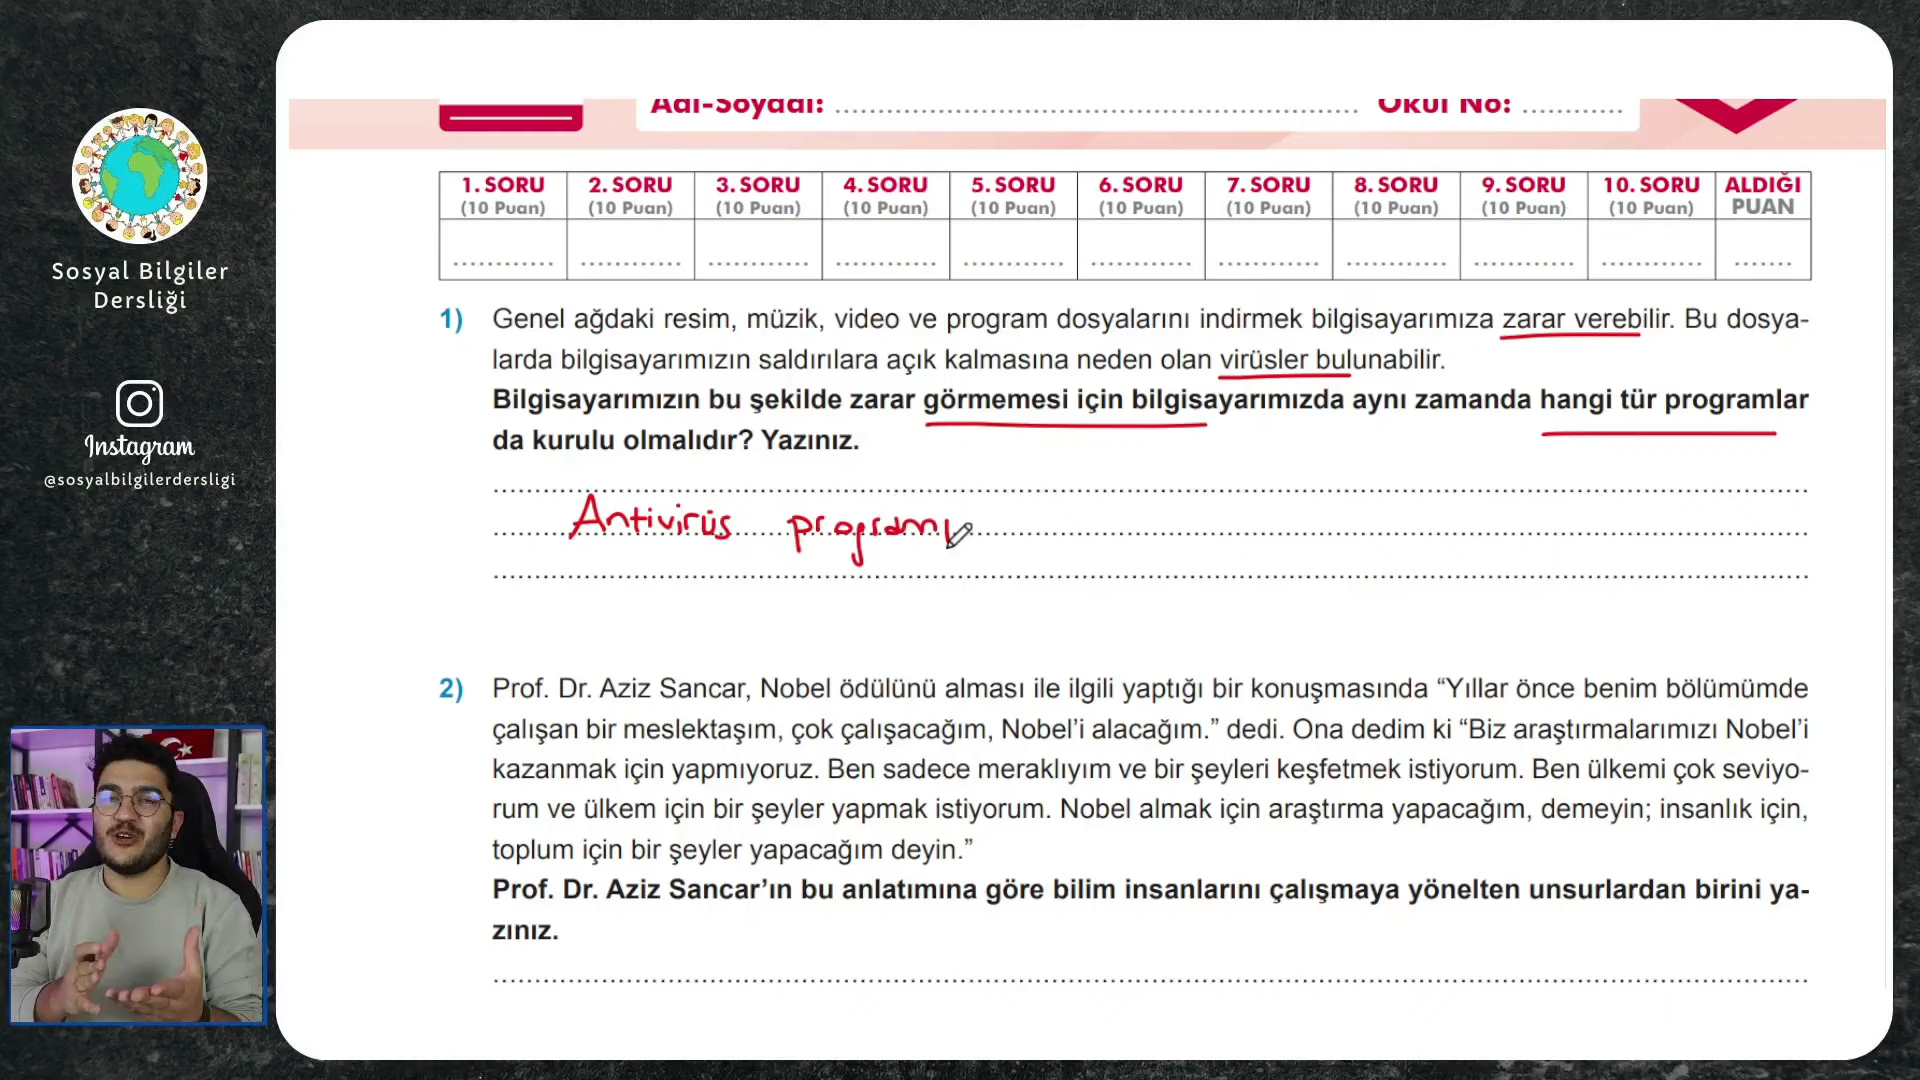 Sosyal Bilgiler
Dersliği
Instagram
@sosyalbilgilerdersligi
Adı-Soyadı: ............................................................... Okul No: ............
1. SORU 2. SORU 3. SORU 4. SORU 5. SORU 6. SORU 7. SORU 8. SORU 9. SORU 10. SORU ALDIĞI
(10 Puan) (10 Puan) (10 Puan) (10 Puan) (10 Puan) (10 Puan) (10 Puan) (10 Puan) (10 Puan) (10 Puan) PUAN
1) Genel ağdaki resim, müzik, video ve program dosyalarını indirmek bilgisayarımıza zarar verebilir. Bu dosya-
larda bilgisayarımızın saldırılara açık kalmasına neden olan virüsler bulunabilir.
Bilgisayarımızın bu şekilde zarar görmemesi için bilgisayarımızda aynı zamanda hangi tür programlar
da kurulu olmalıdır? Yazınız.
Antivirüs programı
2) Prof. Dr. Aziz Sancar, Nobel ödülünü alması ile ilgili yaptığı bir konuşmasında “Yıllar önce benim bölümümde
çalışan bir meslektaşım, çok çalışacağım, Nobel’i alacağım.” dedi. Ona dedim ki “Biz araştırmalarımızı Nobel’i
kazanmak için yapmıyoruz. Ben sadece meraklıyım ve bir şeyleri keşfetmek istiyorum. Ben ülkemi çok seviyo-
rum ve ülkem için bir şeyler yapmak istiyorum. Nobel almak için araştırma yapacağım, demeyin; insanlık için,
toplum için bir şeyler yapacağım deyin.”
Prof. Dr. Aziz Sancar’ın bu anlatımına göre bilim insanlarını çalışmaya yönelten unsurlardan birini ya-
zınız.